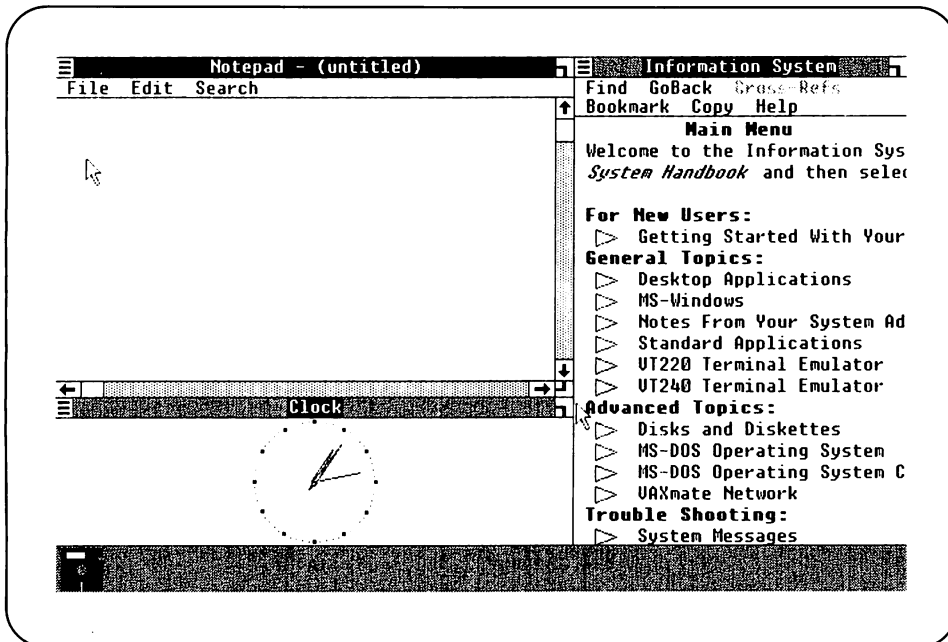 Notepad - (untitled)
File Edit Search
Clock
Information System
Find GoBack Cross-Refs
Bookmark Copy Help
Main Menu
Welcome to the Information Sys
System Handbook and then selec
For New Users:
Getting Started With Your
General Topics:
Desktop Applications
MS-Windows
Notes From Your System Ad
Standard Applications
VT220 Terminal Emulator
VT240 Terminal Emulator
Advanced Topics:
Disks and Diskettes
MS-DOS Operating System
MS-DOS Operating System C
VAXmate Network
Trouble Shooting:
System Messages
C